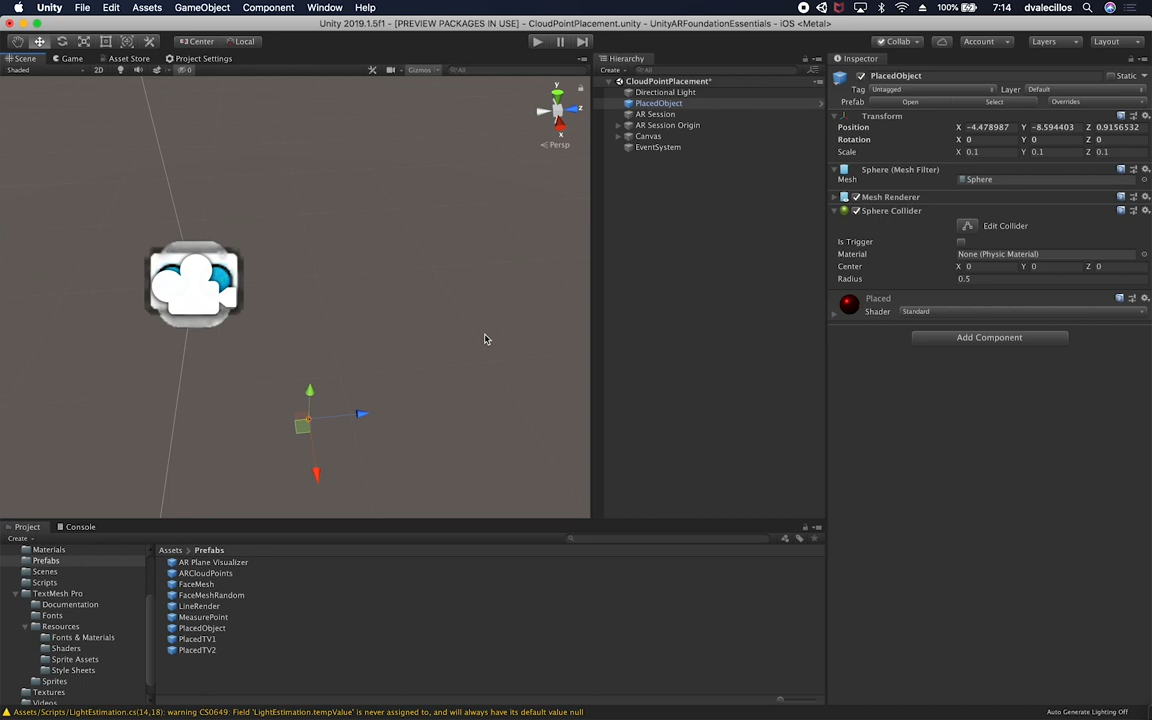 Unity File Edit Assets GameObject Component Window Help 100% 7:14 dvalecillos
Unity 2019.1.5f1 - [PREVIEW PACKAGES IN USE] - CloudPointPlacement.unity - UnityARFoundationEssentials - iOS <Metal>
Center Local Collab Account Layers Layout
Scene Game Asset Store Project Settings
Shaded 2D 0 Gizmos All
y
z
x
Persp
Hierarchy
Create All
CloudPointPlacement*
Directional Light
PlacedObject
AR Session
AR Session Origin
Canvas
EventSystem
Inspector
PlacedObject Static
Tag Untagged Layer Default
Prefab Open Select Overrides
Transform
Position X -4.478987 Y -8.594403 Z 0.9156532
Rotation X 0 Y 0 Z 0
Scale X 0.1 Y 0.1 Z 0.1
Sphere (Mesh Filter)
Mesh Sphere
Mesh Renderer
Sphere Collider
Edit Collider
Is Trigger
Material None (Physic Material)
Center X 0 Y 0 Z 0
Radius 0.5
Placed
Shader Standard
Add Component
Project Console
Create
Materials
Prefabs
Scenes
Scripts
TextMesh Pro
Documentation
Fonts
Resources
Fonts & Materials
Shaders
Sprite Assets
Style Sheets
Sprites
Textures
Videos
Assets > Prefabs
AR Plane Visualizer
ARCloudPoints
FaceMesh
FaceMeshRandom
LineRender
MeasurePoint
PlacedObject
PlacedTV1
PlacedTV2
Assets/Scripts/LightEstimation.cs(14,18): warning CS0649: Field 'LightEstimation.tempValue' is never assigned to, and will always have its default value null
Auto Generate Lighting Off